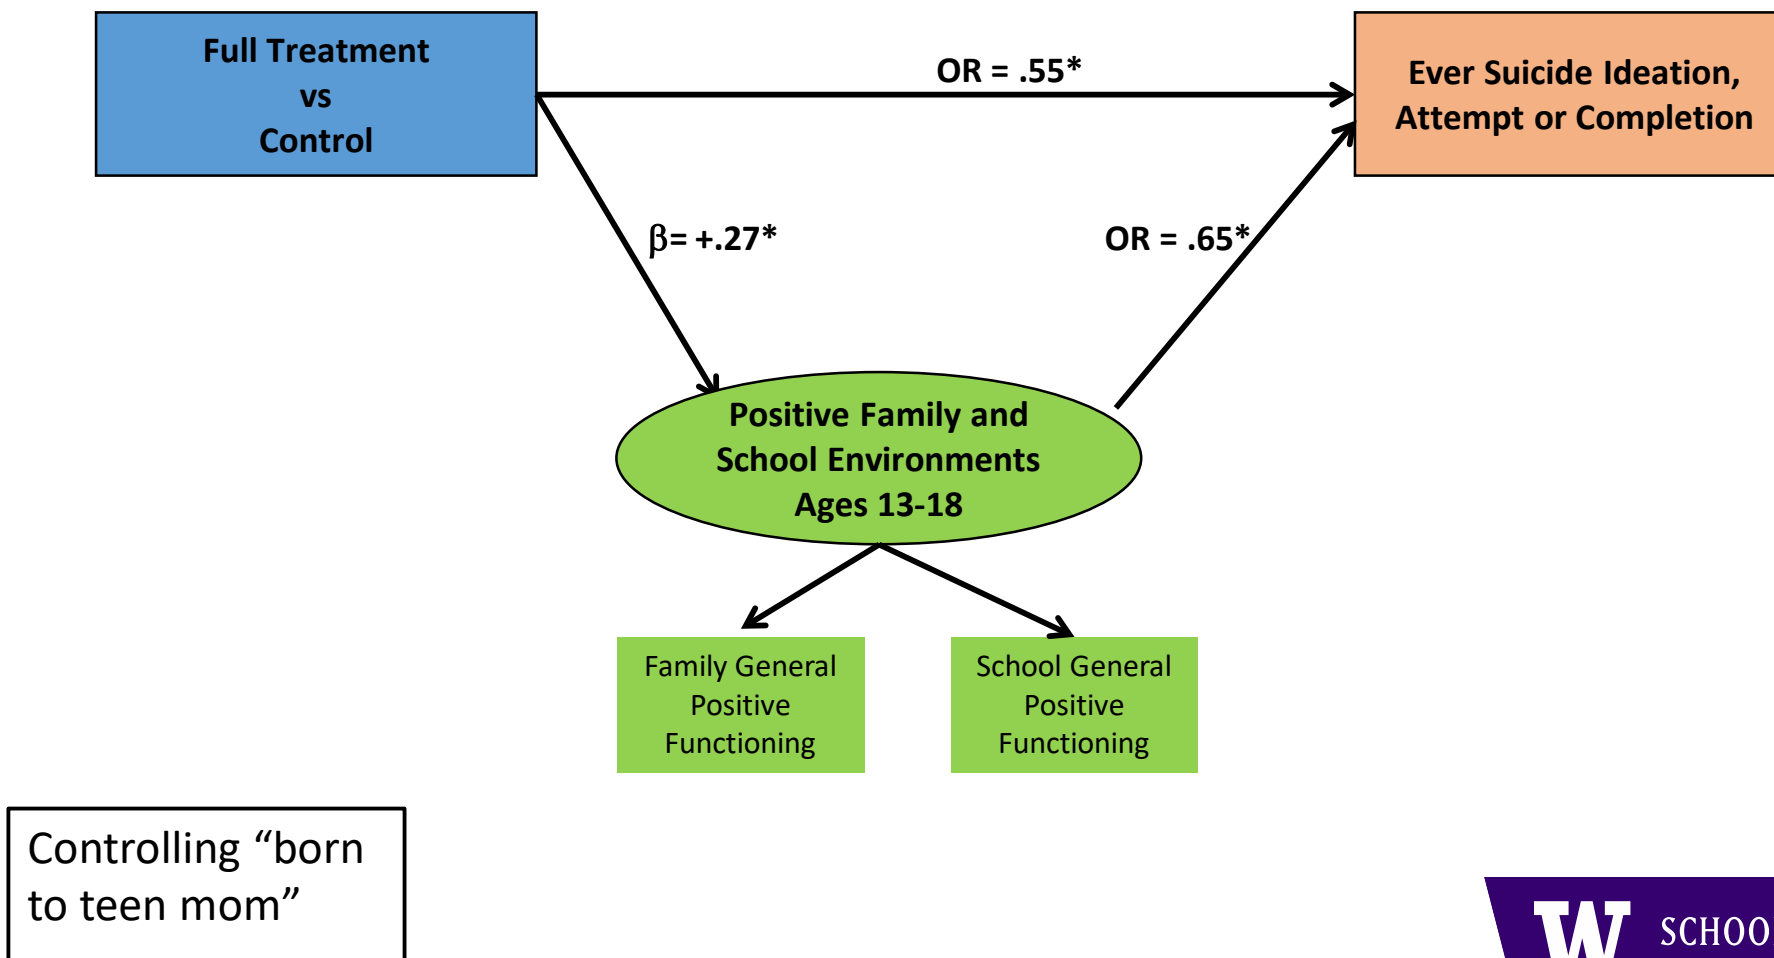 Full Treatment
vs
Control
OR = .55*
Ever Suicide Ideation,
Attempt or Completion
β= +.27*
OR = .65*
Positive Family and
School Environments
Ages 13-18
Family General
Positive
Functioning
School General
Positive
Functioning
Controlling “born
to teen mom”
W SCHOO